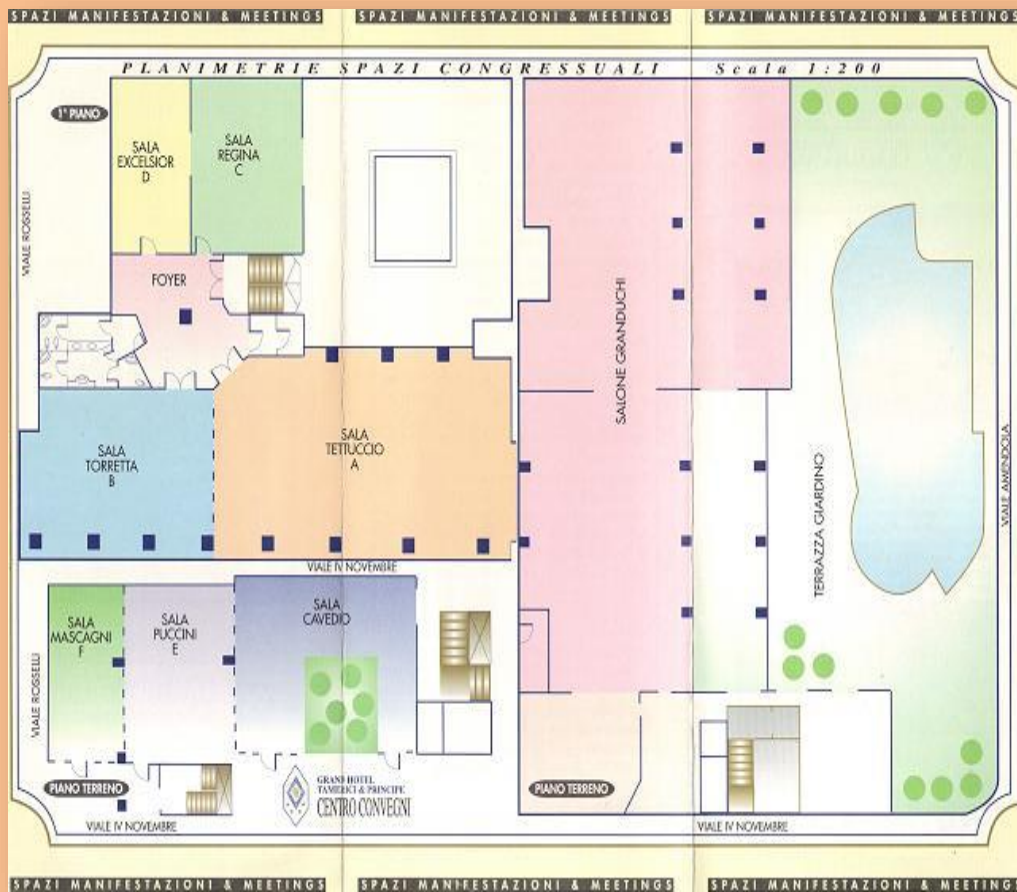 SPAZI MANIFESTAZIONI & MEETINGS
SPAZI MANIFESTAZIONI & MEETINGS
SPAZI MANIFESTAZIONI & MEETINGS
PLANIMETRIE SPAZI CONGRESSUALI Scala 1:200
1° PIANO
SALA
EXCELSIOR
D
SALA
REGINA
C
VIALE ROSSELLI
FOYER
SALA
TORRETTA
B
SALA
TETTUCCIO
A
VIALE IV NOVEMBRE
SALONE GRANDUCHI
TERRAZZA GIARDINO
VIALE AMENDOLA
SALA
MASCAGNI
F
SALA
PUCCINI
E
SALA
CAVEDIO
VIALE ROSSELLI
PIANO TERRENO
GRAND HOTEL
TAMERICI & PRINCIPE
CENTRO CONVEGNI
VIALE IV NOVEMBRE
PIANO TERRENO
VIALE IV NOVEMBRE
SPAZI MANIFESTAZIONI & MEETINGS
SPAZI MANIFESTAZIONI & MEETINGS
SPAZI MANIFESTAZIONI & MEETINGS